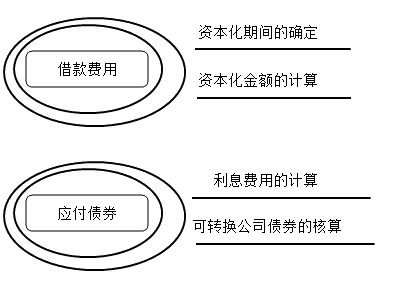 资本化期间的确定
借款费用
资本化金额的计算
利息费用的计算
应付债券
可转换公司债券的核算